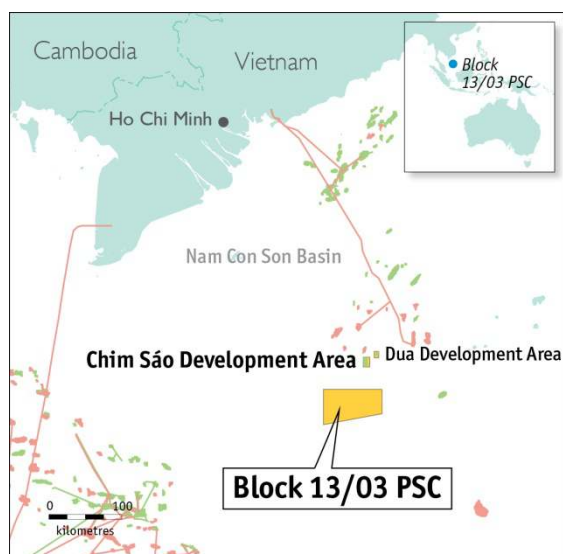 Cambodia
Vietnam
Block
13/03 PSC
Ho Chi Minh
Nam Con Son Basin
Chim Sáo Development Area
Dua Development Area
Block 13/03 PSC
0 100
kilometres